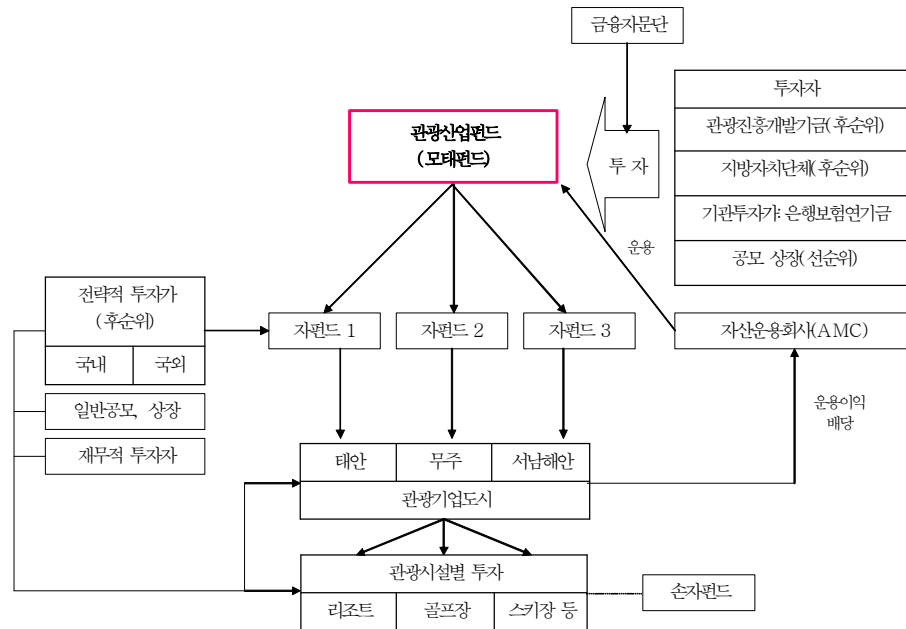 금융자문단
투자자
관광진흥개발기금(후순위)
지방자치단체(후순위)
기관투자가: 은행보험연기금
공모 상장(선순위)
관광산업펀드
(모태펀드)
투 자
운용
전략적 투자가
(후순위)
국내 국외
일반공모, 상장
재무적 투자자
자펀드 1 자펀드 2 자펀드 3
자산운용회사(AMC)
운용이익
배당
태안 무주 서남해안
관광기업도시
관광시설별 투자
리조트 골프장 스키장 등
손자펀드